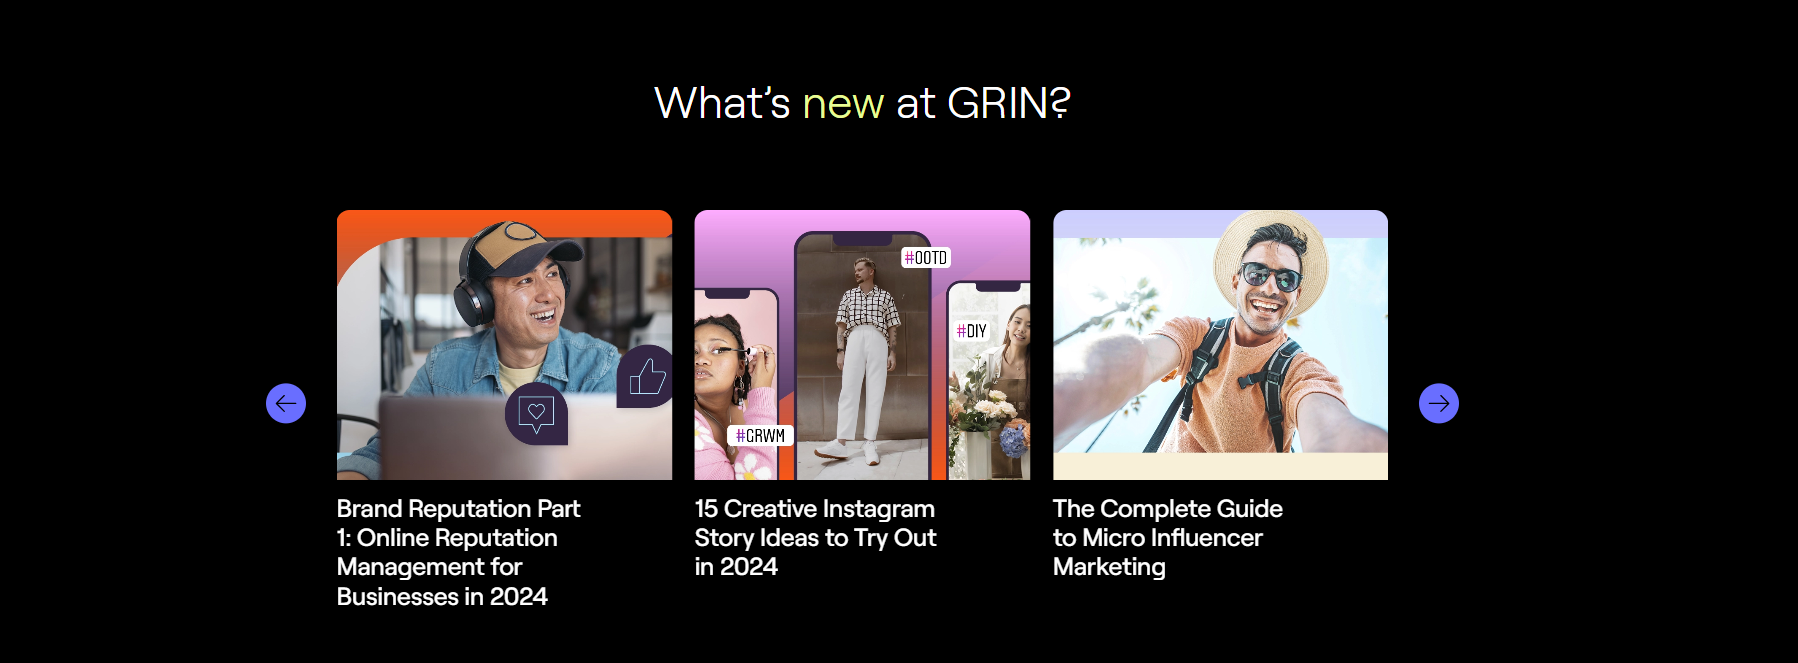 What's new at GRIN?
#OOTD
#DIY
#GRWM
Brand Reputation Part
1: Online Reputation
Management for
Businesses in 2024
15 Creative Instagram
Story Ideas to Try Out
in 2024
The Complete Guide
to Micro Influencer
Marketing